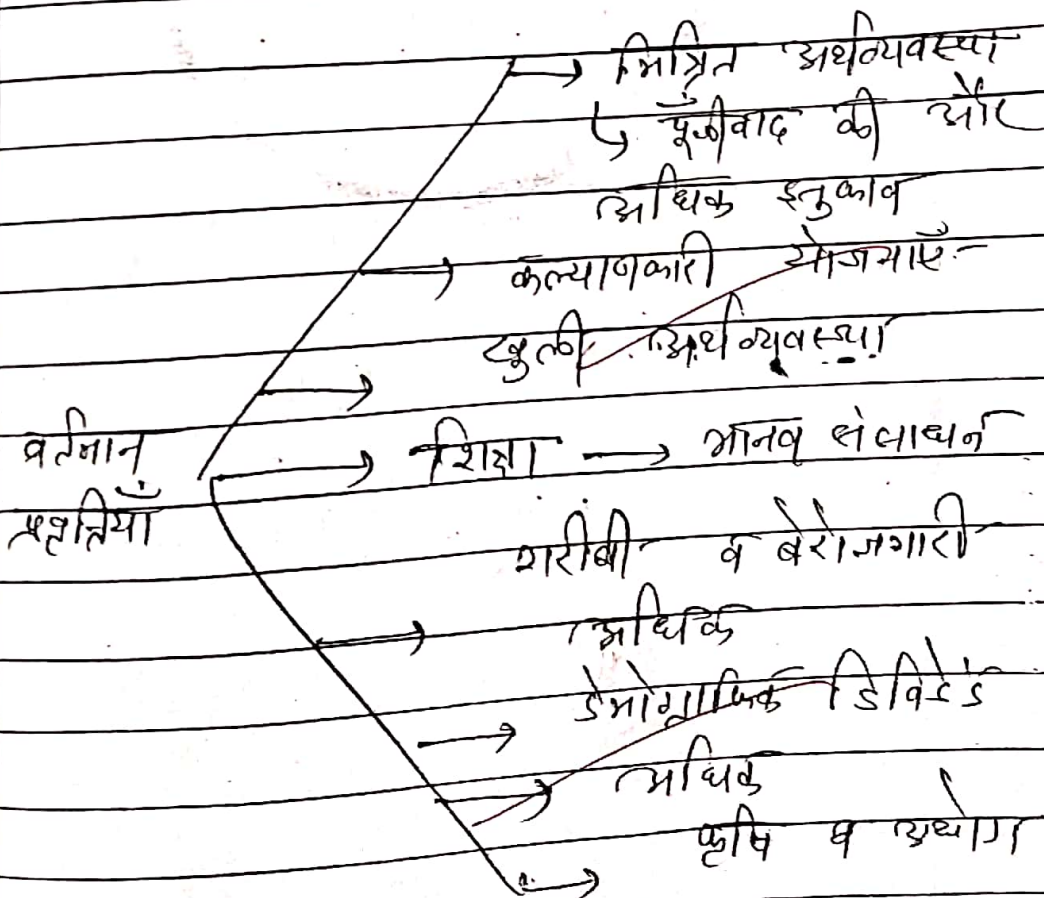 मिश्रित अर्थव्यवस्था
पूँजीवाद की और
अधिक झुकाव
कल्याणकारी योजनाएँ
खुली अर्थव्यवस्था
वर्तमान
प्रवृत्तियाँ
शिक्षा → मानव संसाधन
गरीबी व बेरोजगारी
अधिक
डेमोग्राफिक डिविडेंड
अधिक
कृषि व उद्योग